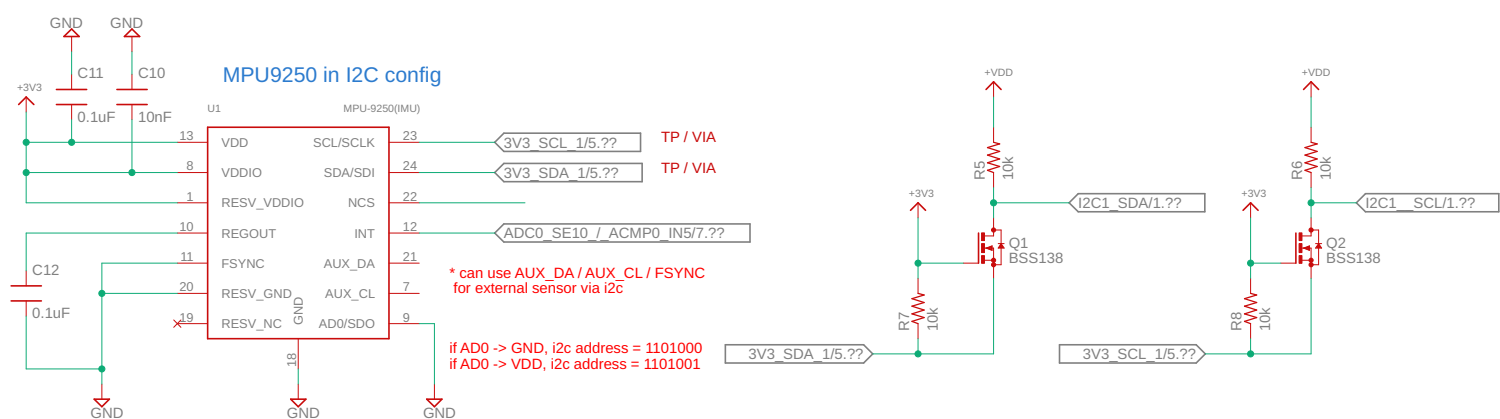 GND
GND
C11
C10
+3V3
0.1uF
10nF
MPU9250 in I2C config
U1
MPU-9250(IMU)
13
VDD
SCL/SCLK
23
3V3_SCL_1/5.??
TP / VIA
8
VDDIO
SDA/SDI
24
3V3_SDA_1/5.??
TP / VIA
1
RESV_VDDIO
NCS
22
10
REGOUT
INT
12
ADC0_SE10_/_ACMP0_IN5/7.??
11
FSYNC
AUX_DA
21
20
RESV_GND
AUX_CL
7
19
RESV_NC
AD0/SDO
9
GND
18
C12
0.1uF
GND
GND
GND
* can use AUX_DA / AUX_CL / FSYNC
for external sensor via i2c
if AD0 -> GND, i2c address = 1101000
if AD0 -> VDD, i2c address = 1101001
+VDD
R5
10k
+3V3
I2C1_SDA/1.??
Q1
BSS138
R7
10k
3V3_SDA_1/5.??
+VDD
R6
10k
+3V3
I2C1__SCL/1.??
Q2
BSS138
R8
10k
3V3_SCL_1/5.??